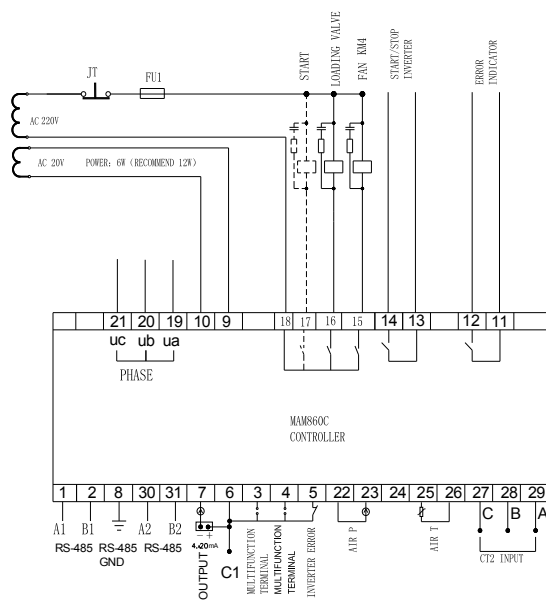 JT
FU1
START
LOADING VALVE
FAN KM4
START/STOP
INVERTER
ERROR
INDICATOR
AC 220V
AC 20V
POWER: 6W (RECOMMEND 12W)
21 20 19 10 9 18 17 16 15 14 13 12 11
uc ub ua
PHASE
MAM860C
CONTROLLER
1 2 8 30 31 7 6 3 4 5 22 23 24 25 26 27 28 29
A1 B1 A2 B2
RS-485 RS-485 RS-485
GND
- +
4~20mA
OUTPUT
C1
MULTIFUNCTION
TERMINAL
MULTIFUNCTION
TERMINAL
INVERTER ERROR
AIR P
AIR T
C B A
CT2 INPUT